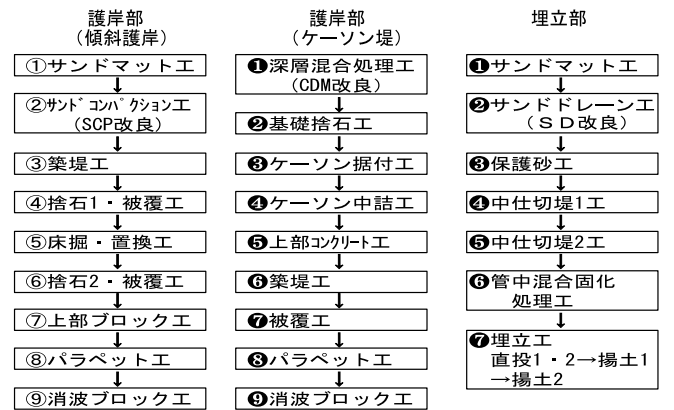 護岸部
(傾斜護岸)
①サンドマット工
②サンドコンパクション工
(SCP改良)
③築堤工
④捨石1・被覆工
⑤床掘・置換工
⑥捨石2・被覆工
⑦上部ブロック工
⑧パラペット工
⑨消波ブロック工
護岸部
(ケーソン堤)
❶深層混合処理工
(CDM改良)
❷基礎捨石工
❸ケーソン据付工
❹ケーソン中詰工
❺上部コンクリート工
❻築堤工
❼被覆工
❽パラペット工
❾消波ブロック工
埋立部
❶サンドマット工
❷サンドドレーン工
(SD改良)
❸保護砂工
❹中仕切堤1工
❺中仕切堤2工
❻管中混合固化
処理工
❼埋立工
直投1・2→揚土1
→揚土2